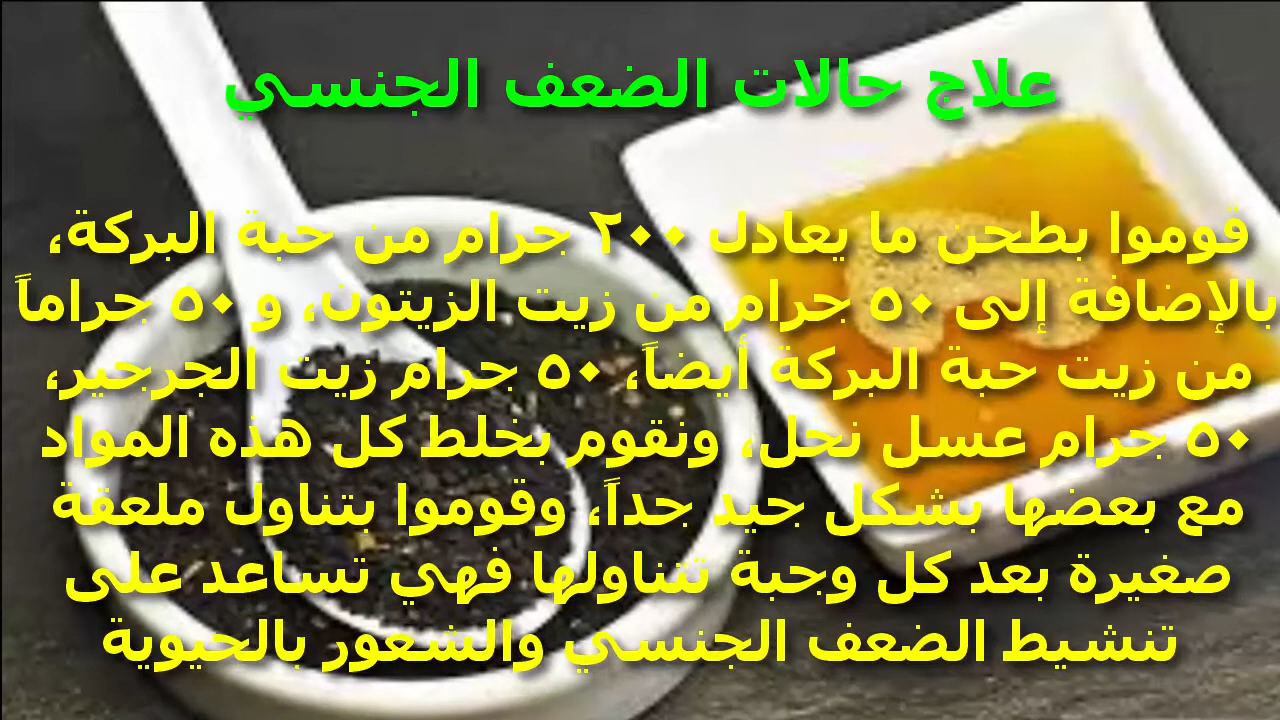 علاج حالات الضعف الجنسي
قوموا بطحن ما يعادل ٢٠٠ جرام من حبة البركة،
بالإضافة إلى ٥٠ جرام من زيت الزيتون، و ٥٠ جراماً
من زيت حبة البركة أيضاً، ٥٠ جرام زيت الجرجير،
٥٠ جرام عسل نحل، ونقوم بخلط كل هذه المواد
مع بعضها بشكل جيد جداً، وقوموا بتناول ملعقة
صغيرة بعد كل وجبة تتناولها فهي تساعد على
تنشيط الضعف الجنسي والشعور بالحيوية